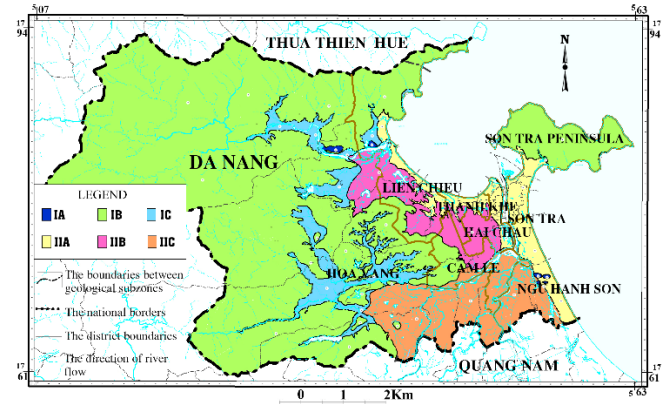 5'07
5'63
17
94
17
94
THUA THIEN HUE
N
SON TRA PENINSULA
DA NANG
LIEN CHIEU
THANH KHE
SON TRA
HAI CHAU
LEGEND
IA IB IC
IIA IIB IIC
HOA VANG
CAM LE
NGU HANH SON
The boundaries between
geological subzones
The national borders
The district boundaries
The direction of river
flow
QUANG NAM
17
61
17
61
5'63
0 1 2Km